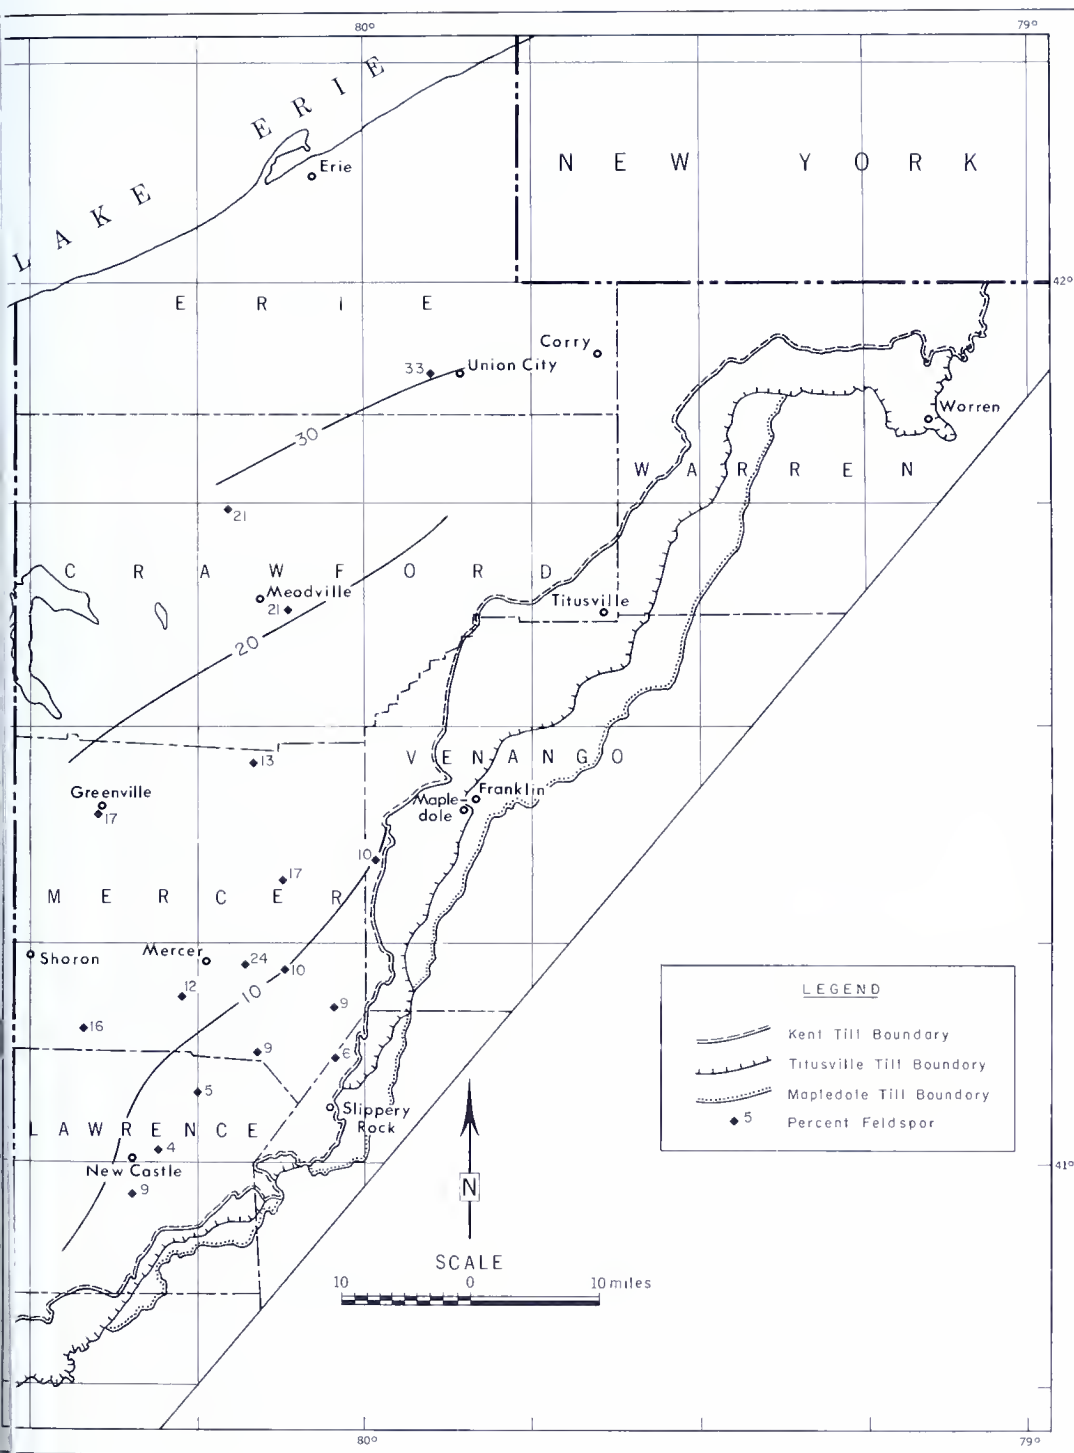 80° 79°
LAKE ERIE
Erie
NEW YORK
42°
ERIE
Corry
33 Union City
Warren
30
WARREN
21
CRAWFORD
Meadville
21
Titusville
20
VENANGO
13
Greenville
17
Franklin
Maple-
dale
10
17
MERCER
Sharon
Mercer
24
10
12
10
9
16
9
6
5
Slippery
Rock
LAWRENCE
4
New Castle
9
LEGEND
Kent Till Boundary
Titusville Till Boundary
Mapledale Till Boundary
5 Percent Feldspar
41°
N
SCALE
10 0 10 miles
80° 79°